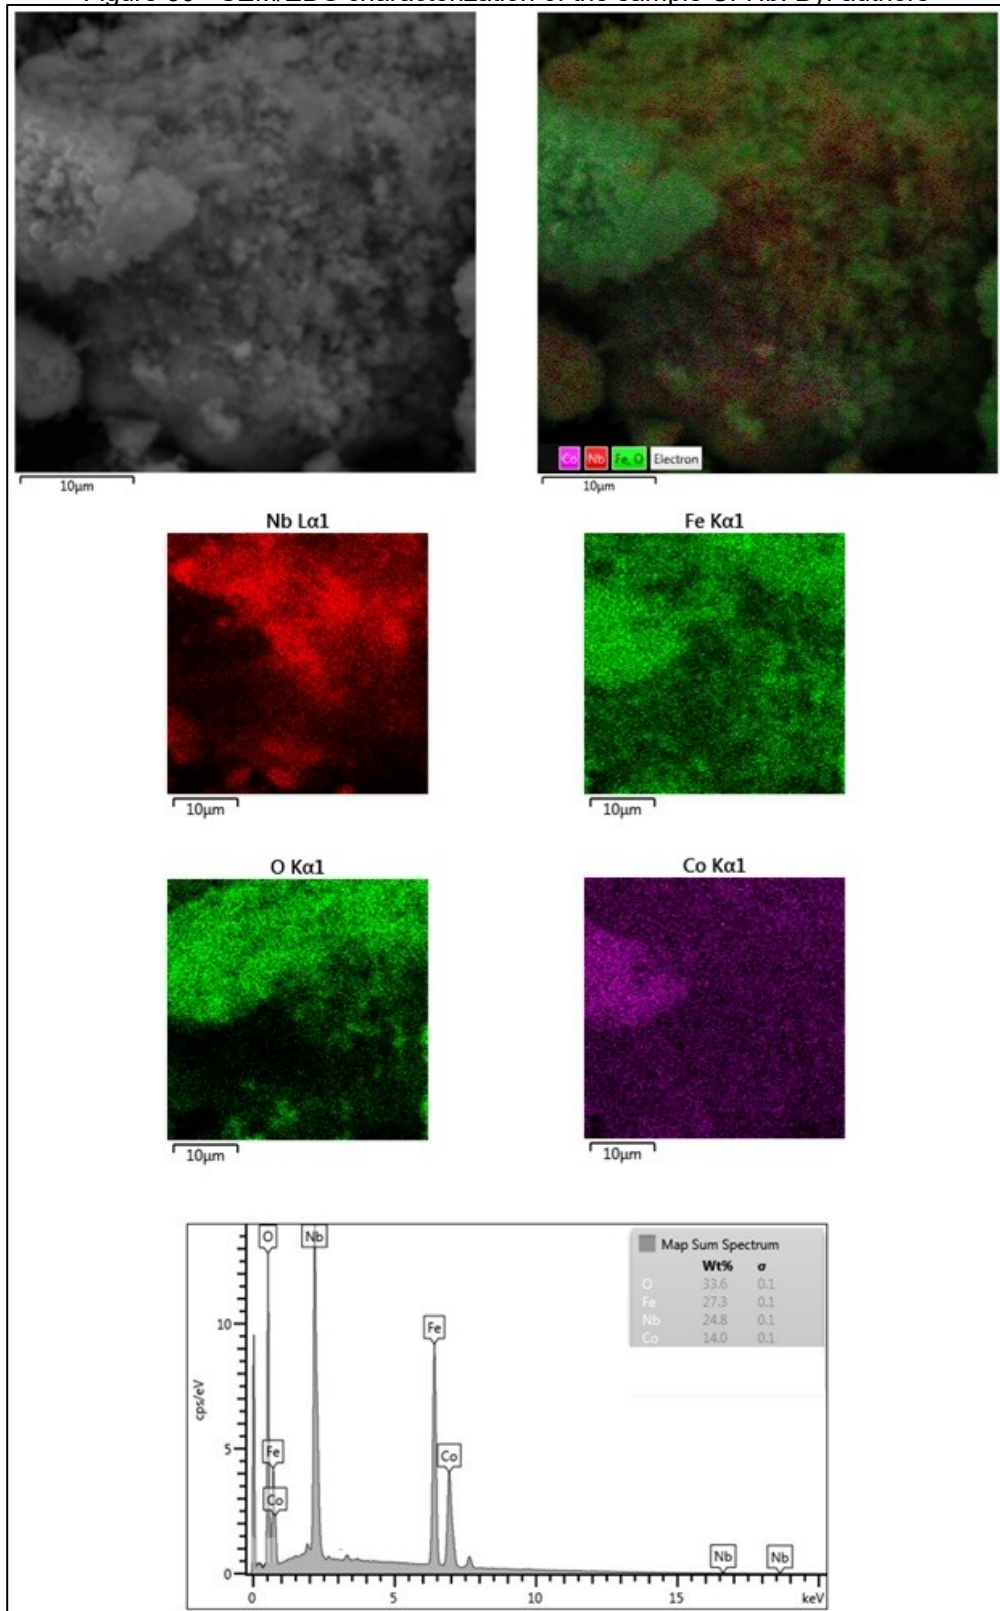 10µm
Co Nb Fe, O Electron
10µm
Nb Lα1
Fe Kα1
10µm
10µm
O Kα1
Co Kα1
10µm
10µm
Map Sum Spectrum
Wt% σ
O 33.6 0.1
Fe 27.3 0.1
Nb 24.8 0.1
Co 14.0 0.1
cps/eV
10
5
0
O
Nb
Fe
Co
Fe
Co
Nb
Nb
0 5 10 15 keV